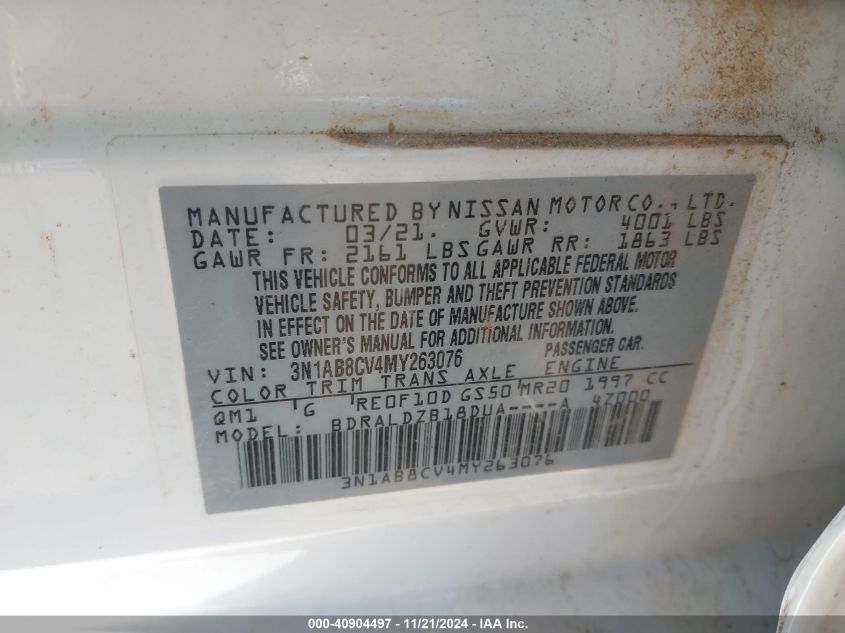 MANUFACTURED BY NISSAN MOTOR CO., LTD.
DATE: 03/21. GVWR: 4001 LBS
GAWR FR: 2161 LBS GAWR RR: 1863 LBS
THIS VEHICLE CONFORMS TO ALL APPLICABLE FEDERAL MOTOR
VEHICLE SAFETY, BUMPER AND THEFT PREVENTION STANDARDS
IN EFFECT ON THE DATE OF MANUFACTURE SHOWN ABOVE.
SEE OWNER'S MANUAL FOR ADDITIONAL INFORMATION.
VIN: 3N1AB8CV4MY263076 PASSENGER CAR.
COLOR TRIM TRANS AXLE ENGINE
QM1 'G RE0F10D GS50 MR20 1997 CC
MODEL: BDRALDZB18DUA----A 4Z000
3N1AB8CV4MY263076
000-40904497 - 11/21/2024 - IAA Inc.